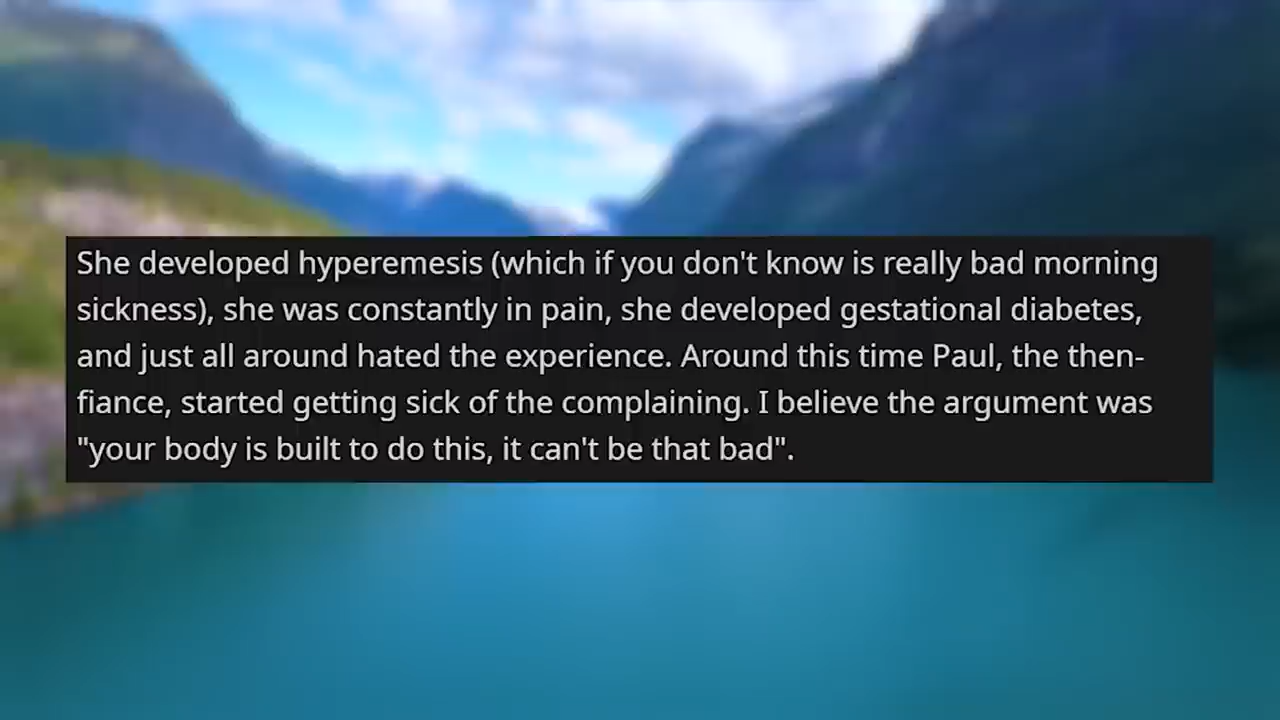 She developed hyperemesis (which if you don't know is really bad morning
sickness), she was constantly in pain, she developed gestational diabetes,
and just all around hated the experience. Around this time Paul, the then-
fiance, started getting sick of the complaining. I believe the argument was
"your body is built to do this, it can't be that bad".